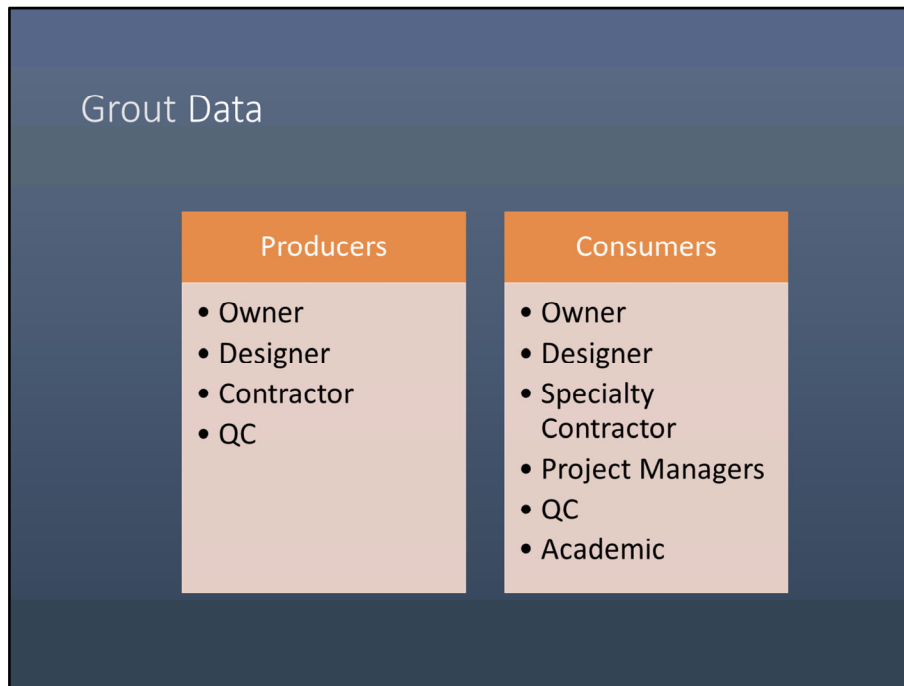 Grout Data
Producers
• Owner
• Designer
• Contractor
• QC
Consumers
• Owner
• Designer
• Specialty
Contractor
• Project Managers
• QC
• Academic